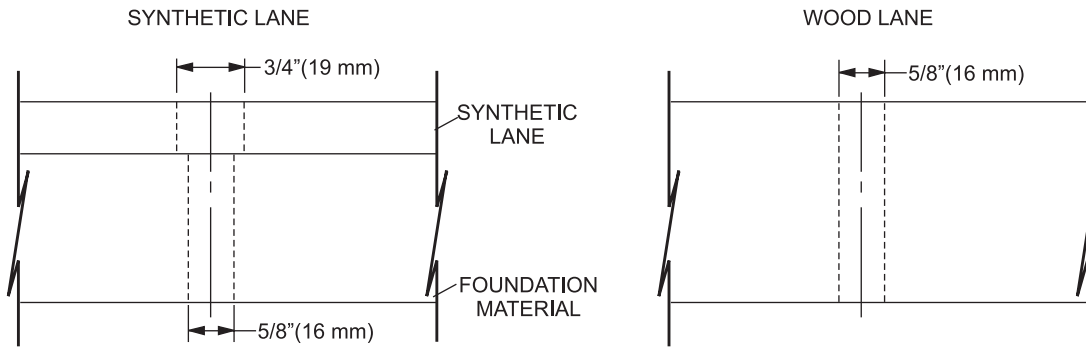 SYNTHETIC LANE
3/4”(19 mm)
SYNTHETIC
LANE
FOUNDATION
MATERIAL
5/8”(16 mm)
WOOD LANE
5/8”(16 mm)